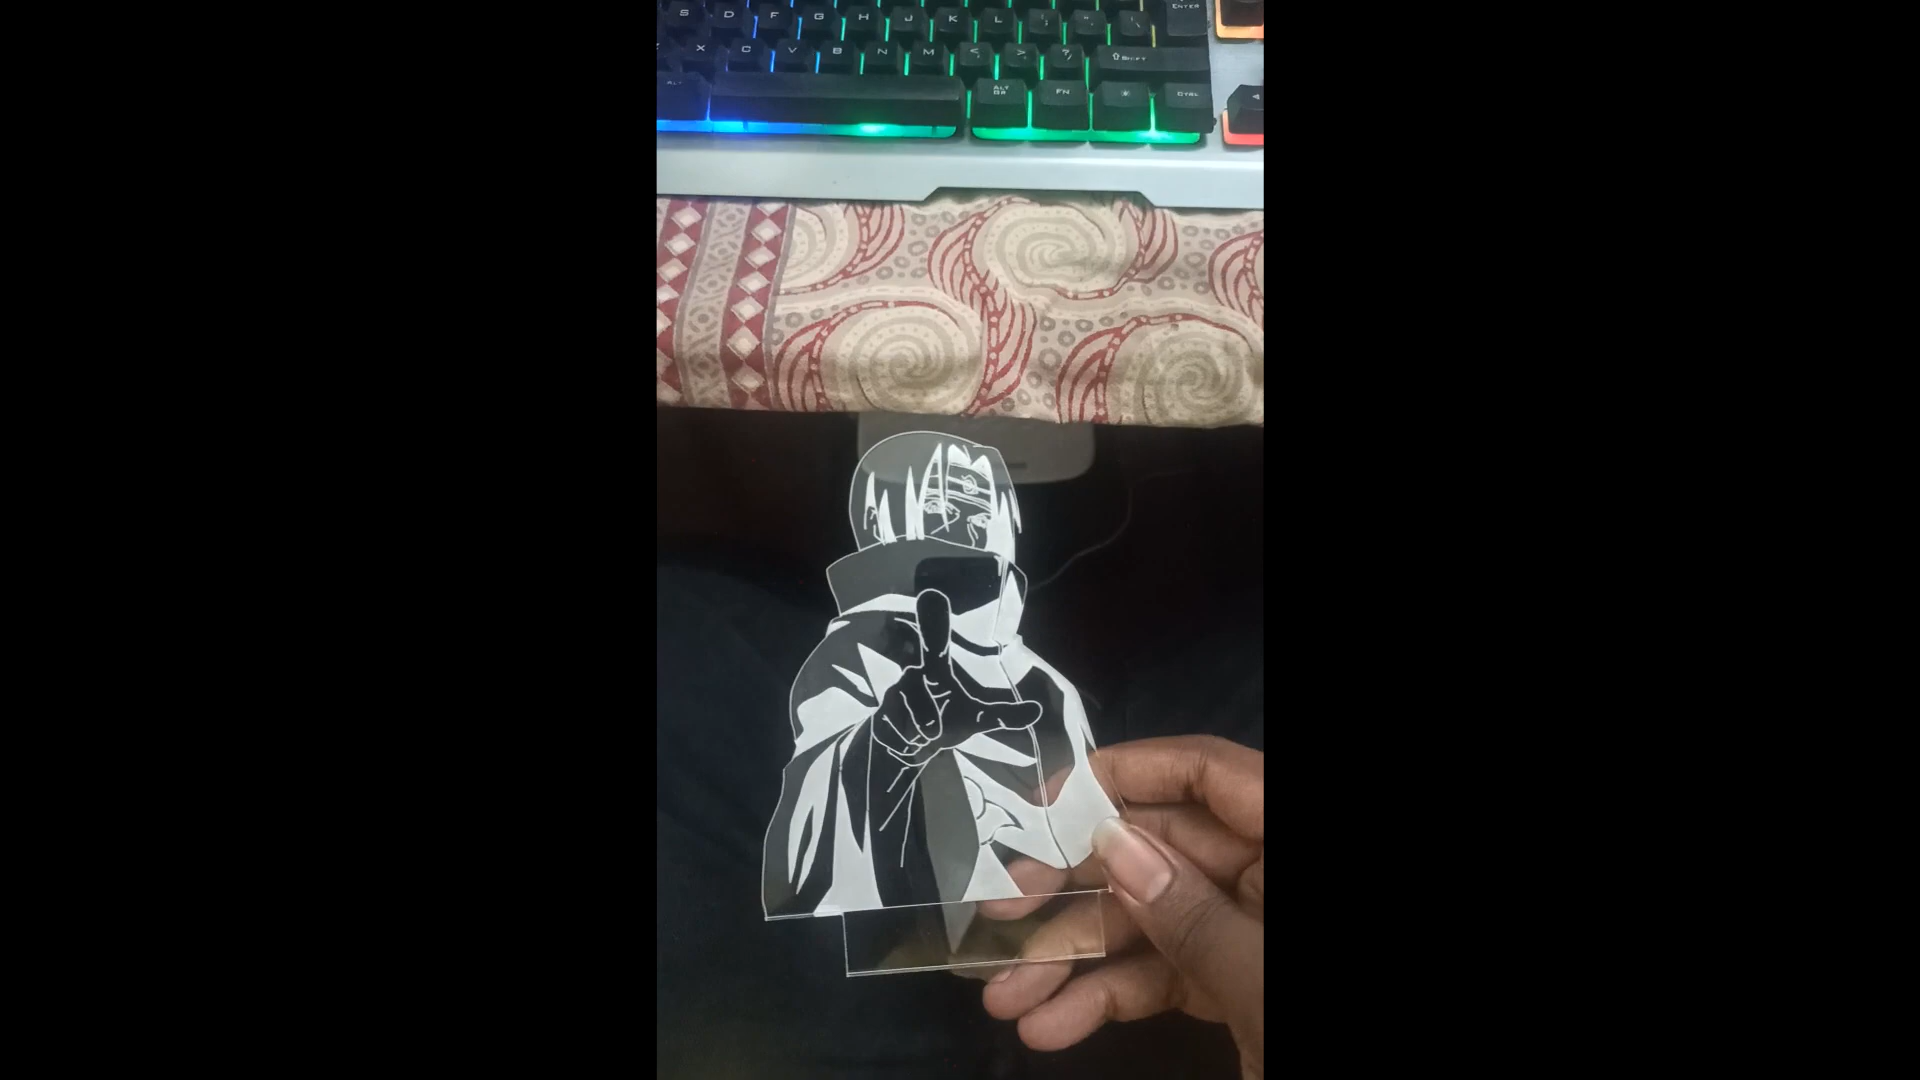 S D F G H J K L : ; " ' | \ ENTER
X C V B N M < , > . ? / ⇧ SHIFT
ALT ALT GR FN CTRL